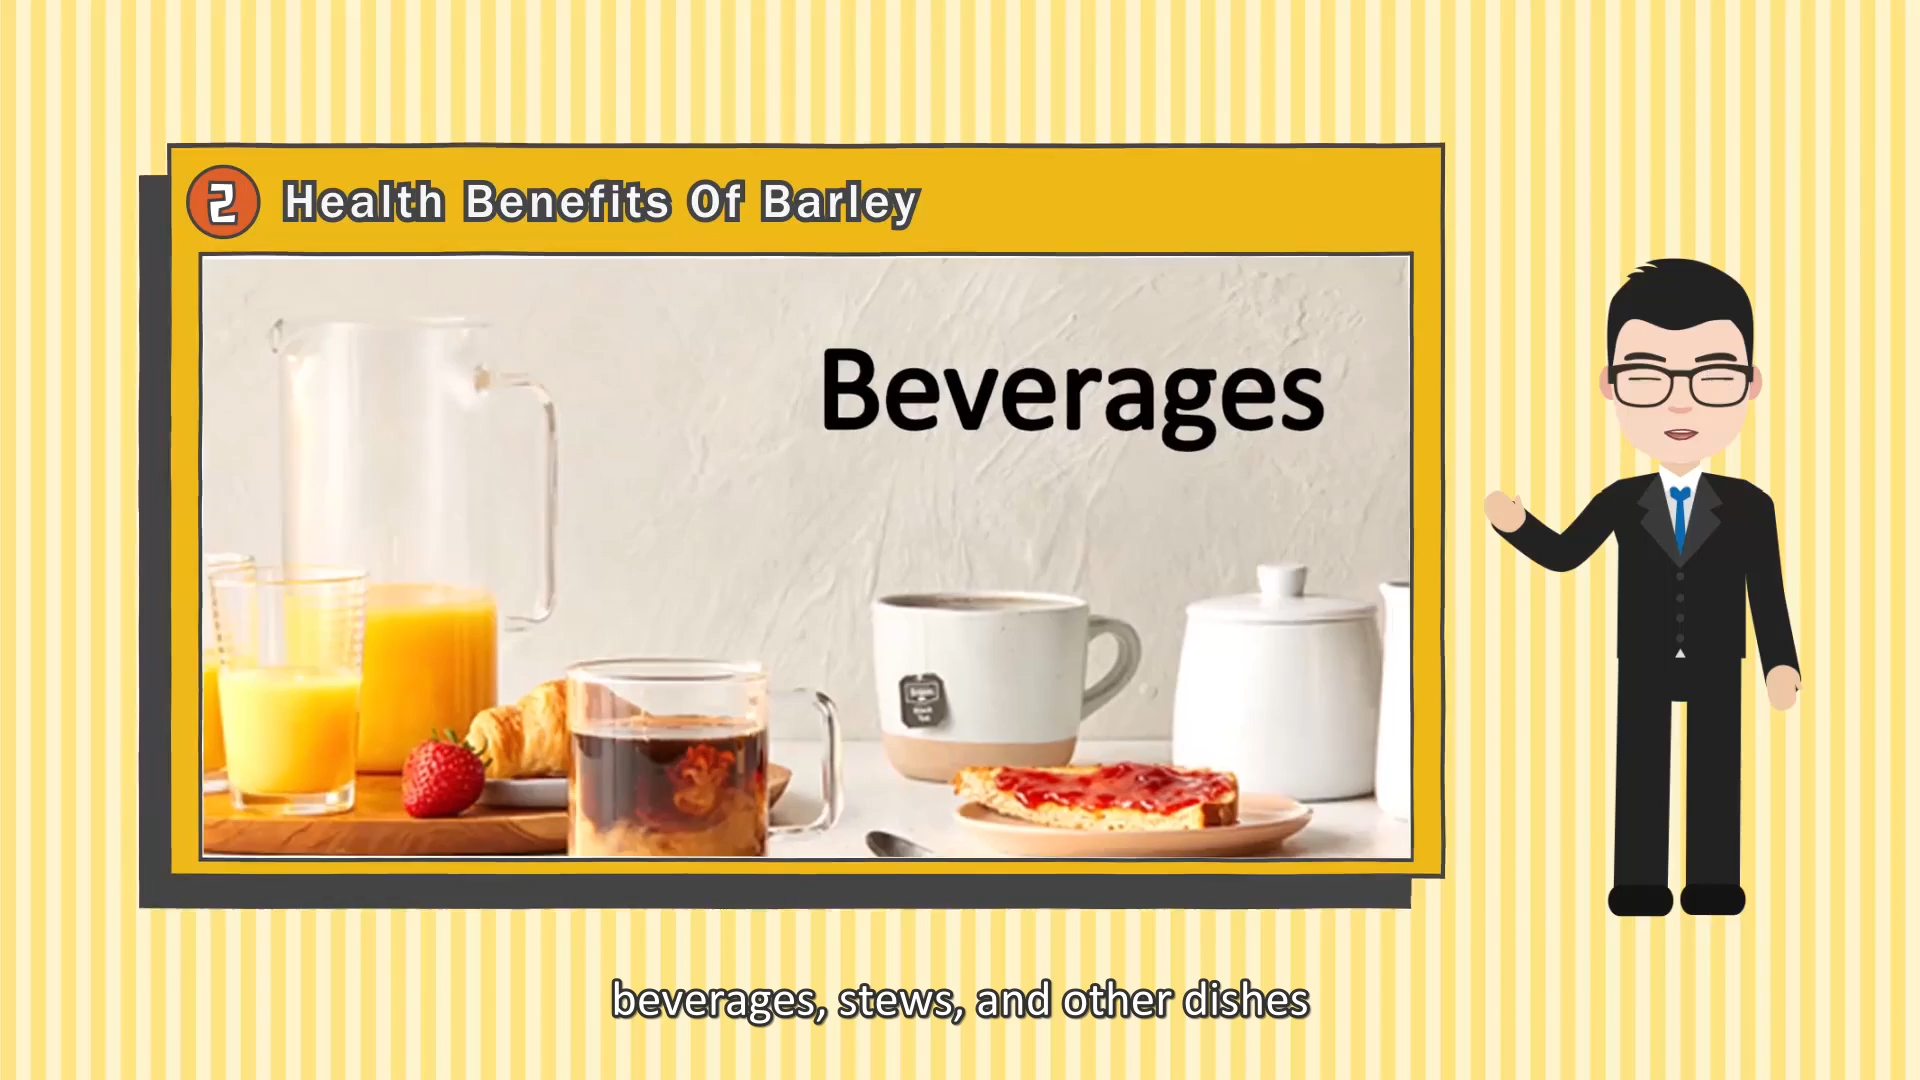 2 Health Benefits Of Barley
Beverages
beverages, stews, and other dishes